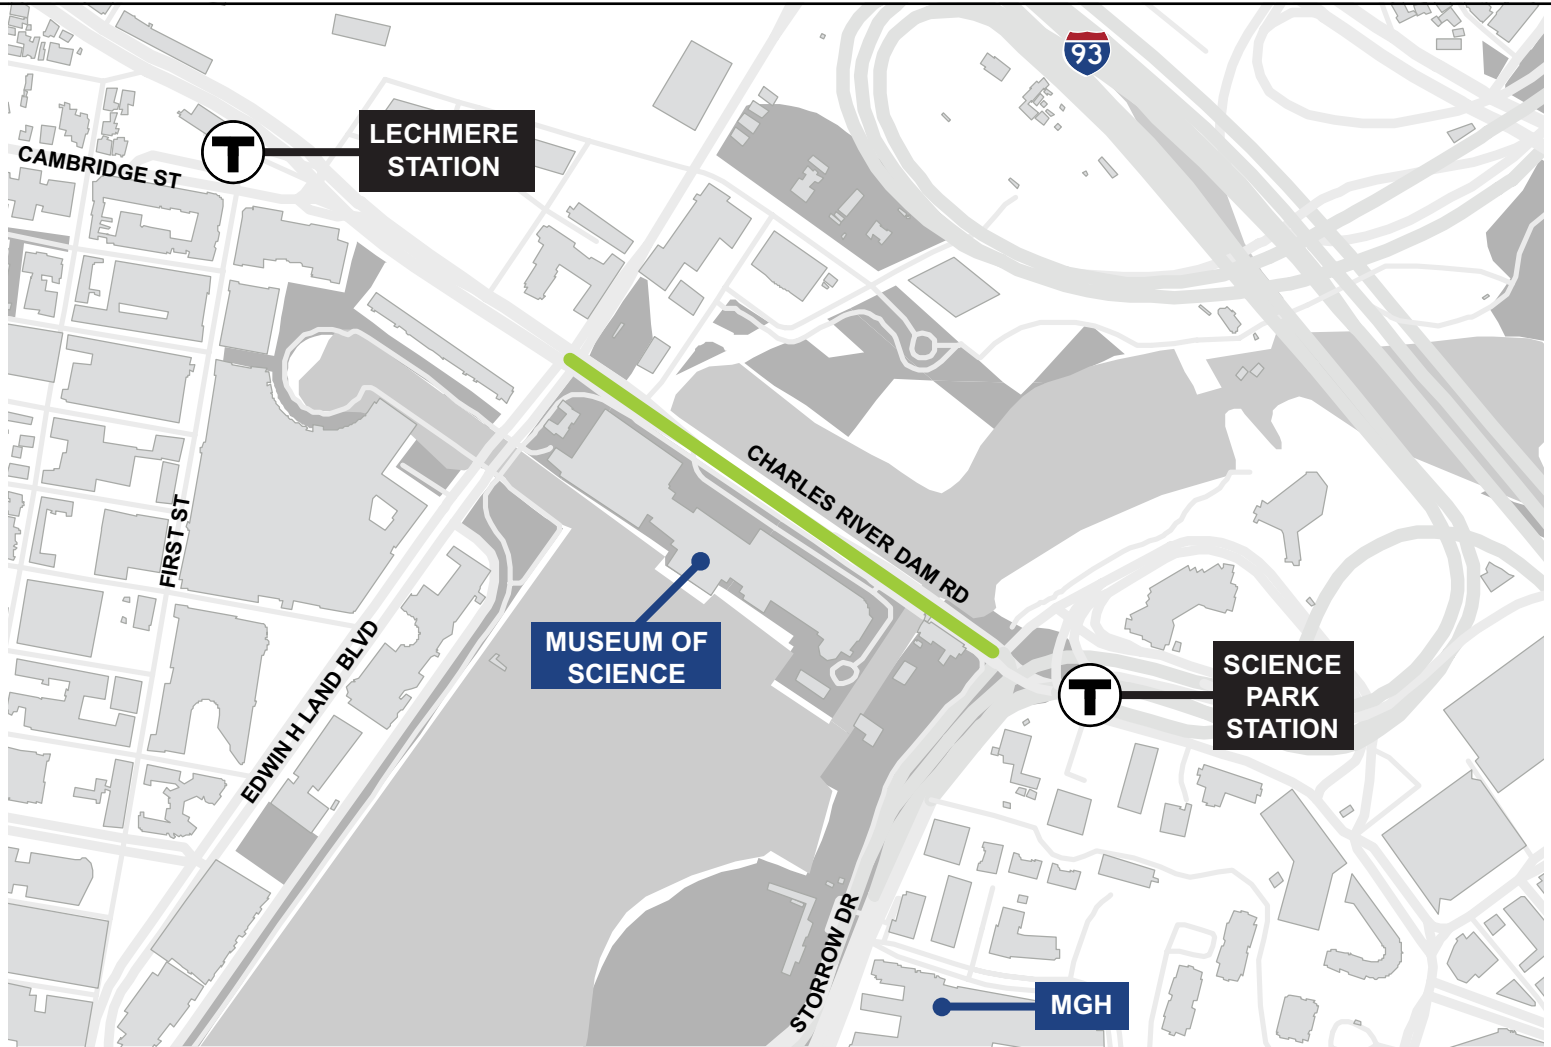 93
LECHMERE
STATION
T
CAMBRIDGE ST
CHARLES RIVER DAM RD
FIRST ST
MUSEUM OF
SCIENCE
EDWIN H LAND BLVD
T
SCIENCE
PARK
STATION
STORROW DR
MGH